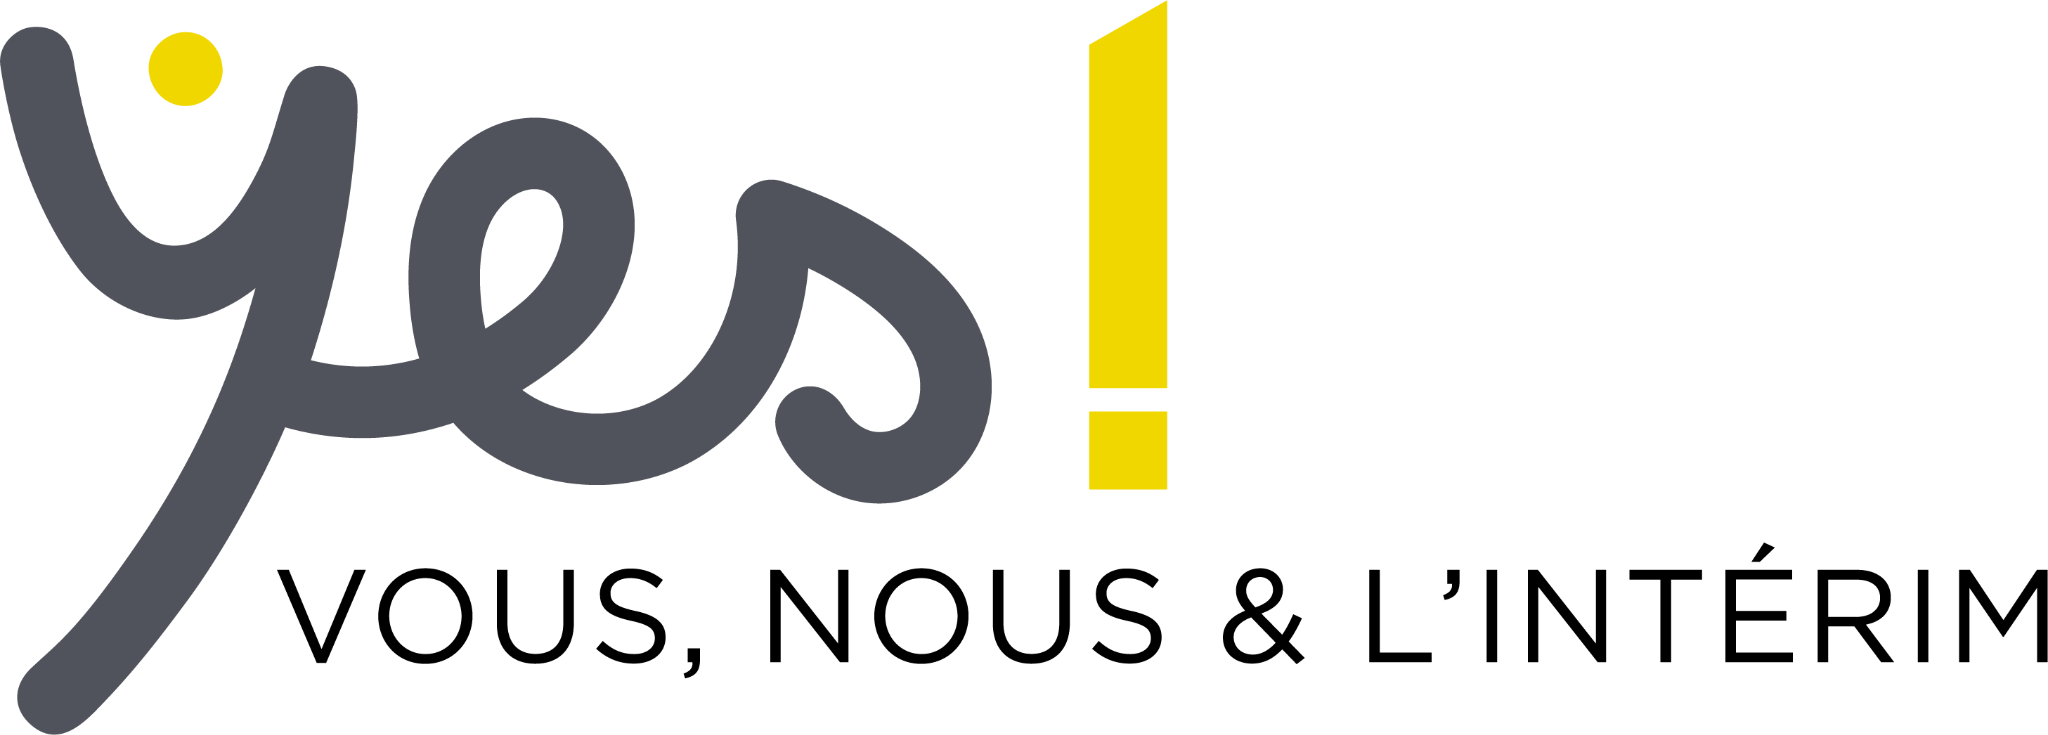 yes!
VOUS, NOUS & L’INTÉRIM